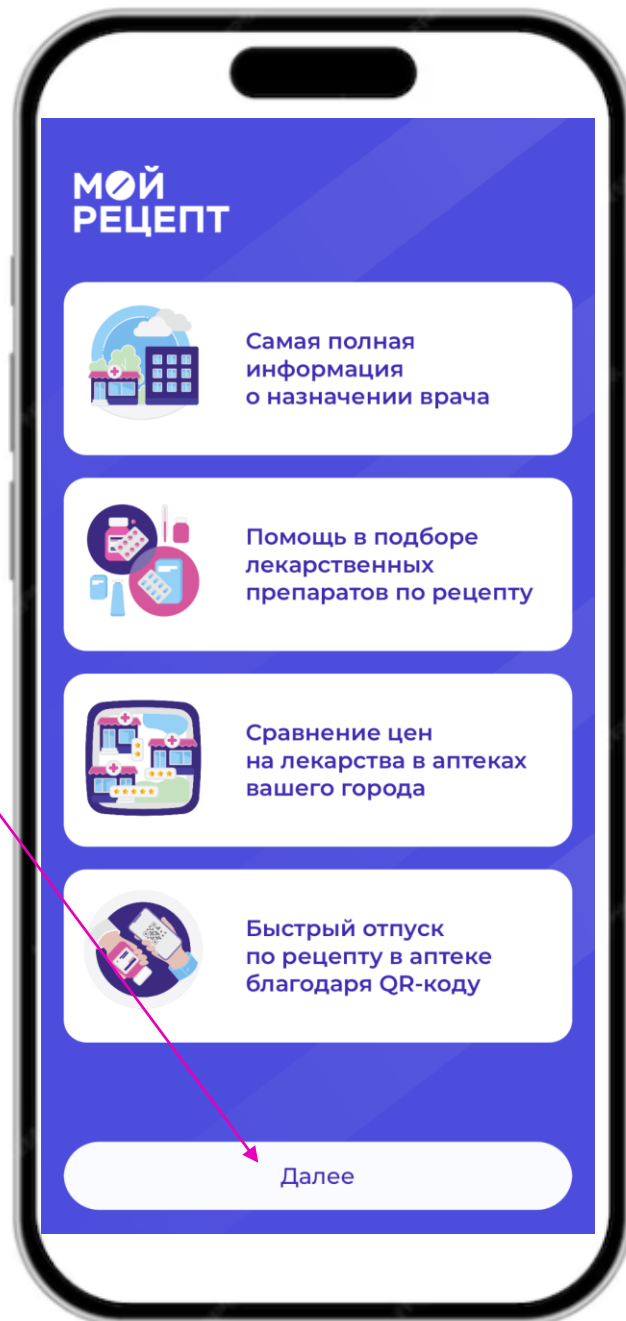 МОЙ
РЕЦЕПТ
Самая полная
информация
о назначении врача
Помощь в подборе
лекарственных
препаратов по рецепту
Сравнение цен
на лекарства в аптеках
вашего города
Быстрый отпуск
по рецепту в аптеке
благодаря QR-коду
Далее